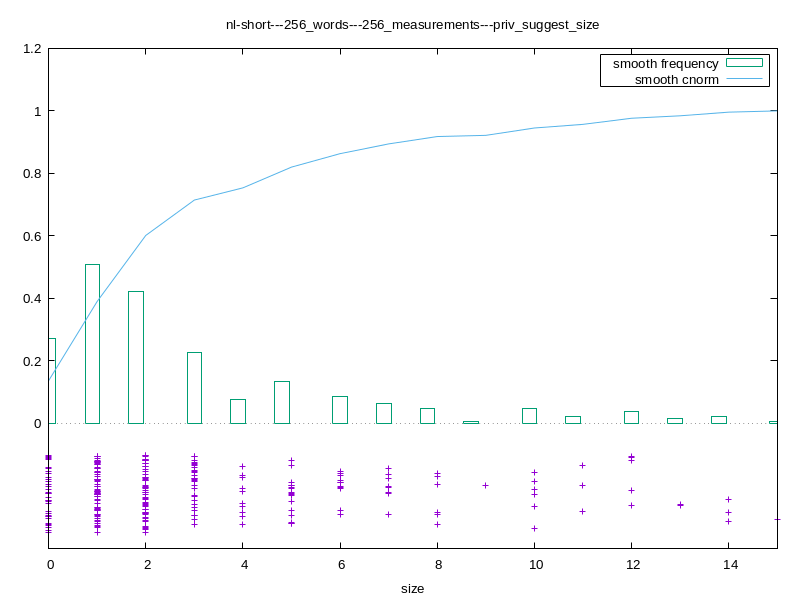 nl-short---256_words---256_measurements---priv_suggest_size
1.2
smooth frequency
smooth cnorm
1
0.8
0.6
0.4
0.2
0
0 2 4 6 8 10 12 14
size